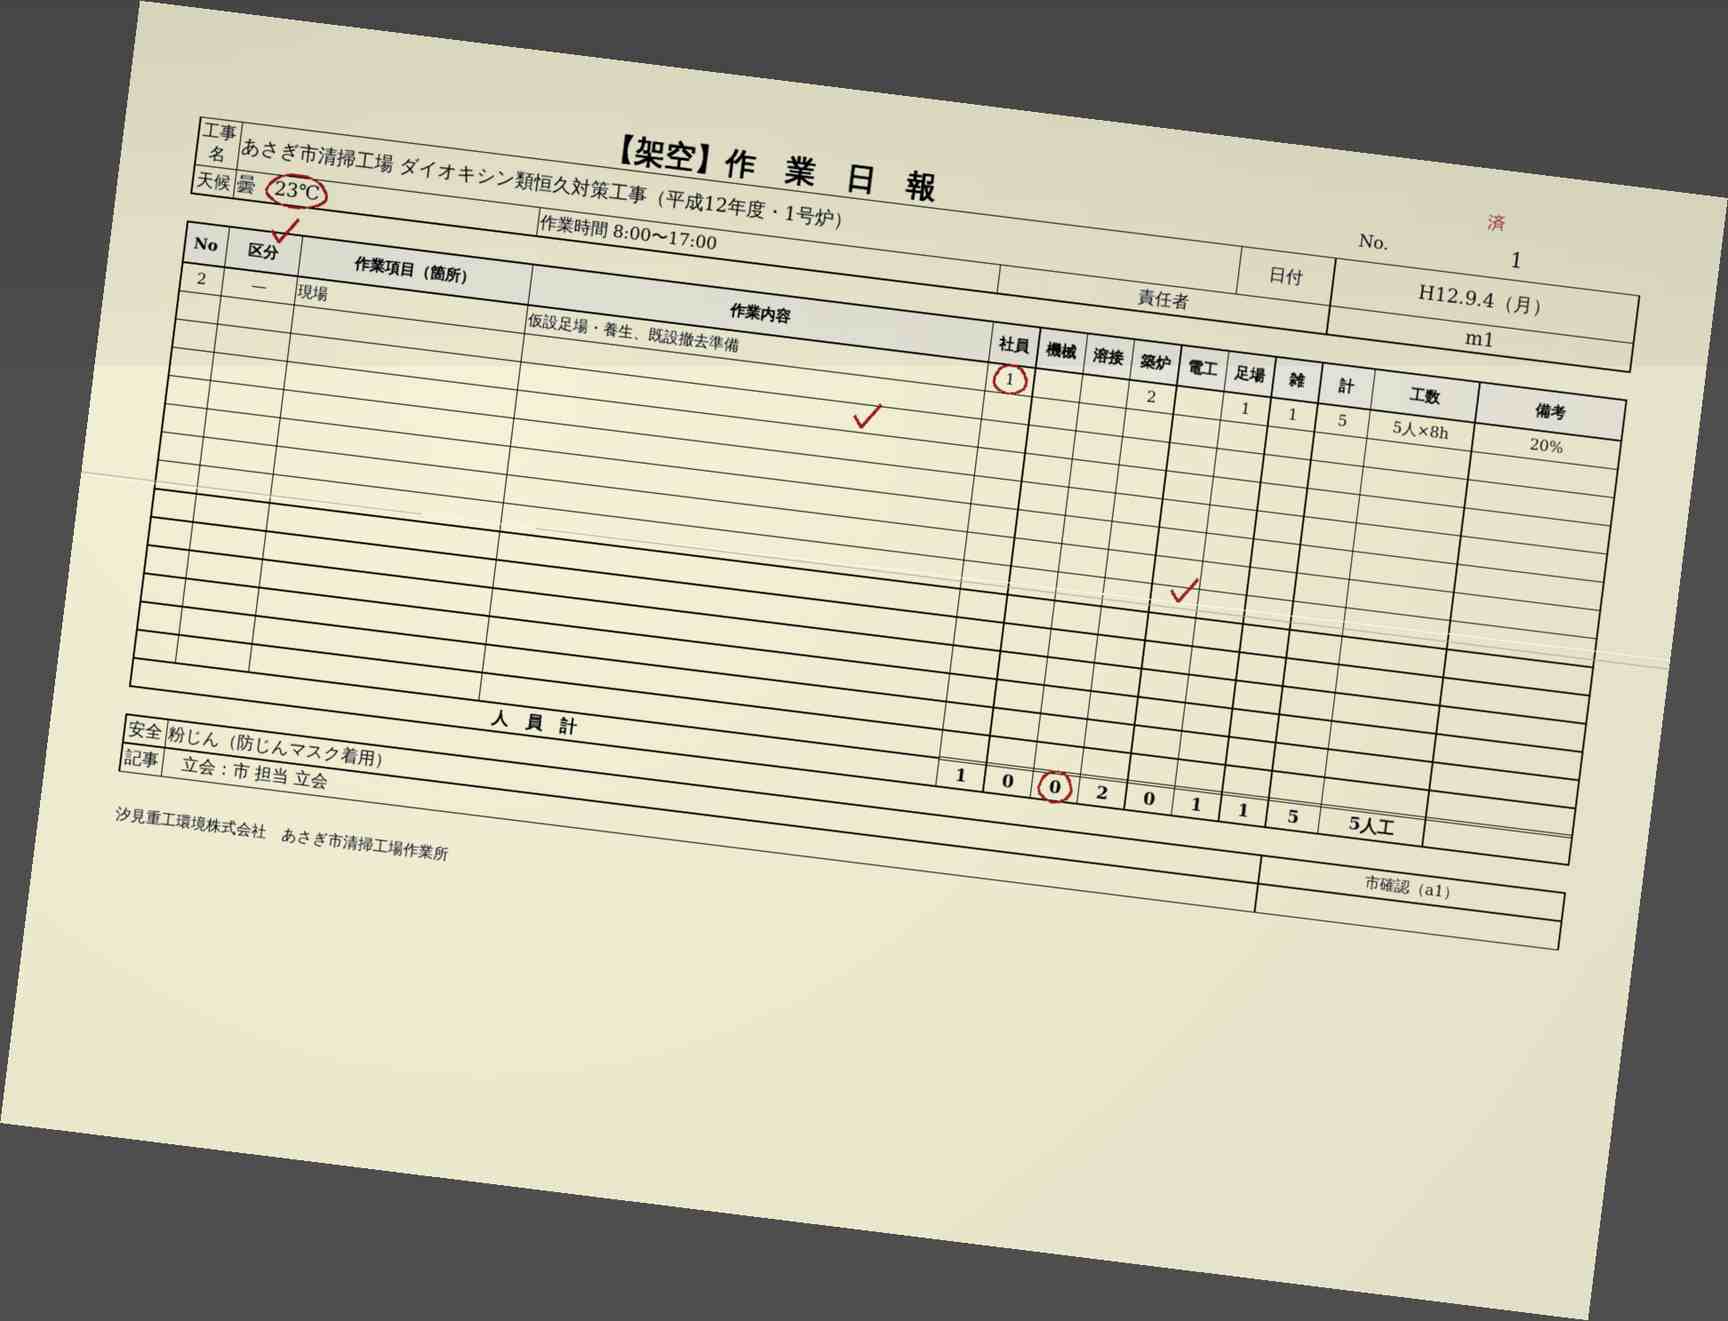 【架空】作 業 日 報
済
No. 1
工事名 あさぎ市清掃工場 ダイオキシン類恒久対策工事（平成12年度・1号炉） 日付 H12.9.4（月）
天候 曇 23℃ 作業時間 8:00〜17:00 責任者 m1
No 区分 作業項目（箇所） 作業内容 社員 機械 溶接 築炉 電工 足場 雑 計 工数 備考
2 — 現場 仮設足場・養生、既設撤去準備 1 2 1 1 5 5人×8h 20%
人 員 計 1 0 0 2 0 1 1 5 5人工
安全 粉じん（防じんマスク着用） 市確認（a1）
記事 立会：市 担当 立会
汐見重工環境株式会社 あさぎ市清掃工場作業所